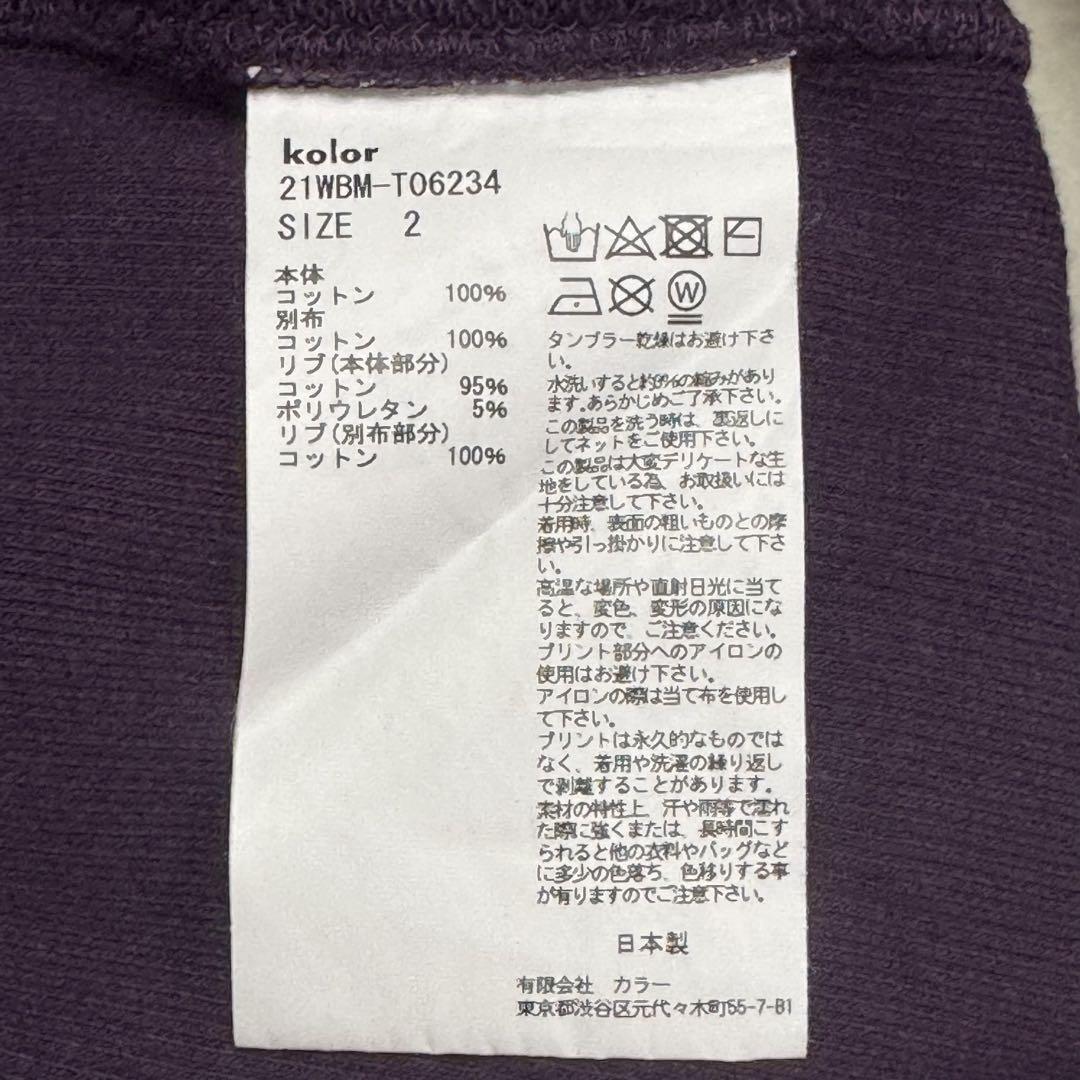 kolor
21WBM-T06234
SIZE 2
本体
コットン 100%
別布
コットン 100%
リブ(本体部分)
コットン 95%
ポリウレタン 5%
リブ(別布部分)
コットン 100%
W
タンブラー乾燥はお避け下さ
い。
水洗いすると約 %の縮みがあり
ます。あらかじめご了承下さい。
この製品を洗う時は、裏返しに
してネットをご使用下さい。
この製品は大変デリケートな生
地をしている為、お取扱いには
十分注意して下さい。
着用時、表面の粗いものとの摩
擦や引っ掛かりに注意して下さ
い。
高温な場所や直射日光に当て
ると、変色、変形の原因にな
りますので、ご注意ください。
プリント部分へのアイロンの
使用はお避け下さい。
アイロンの際は当て布を使用し
て下さい。
プリントは永久的なものでは
なく、着用や洗濯の繰り返し
で剥離することがあります。
素材の特性上、汗や雨等で濡れ
た際に強くまたは、長時間こす
られると他の衣料やバッグなど
に多少の色落ち、色移りする事
が有りますのでご注意下さい。
日本製
有限会社 カラー
東京都渋谷区元代々木町55-7-B1